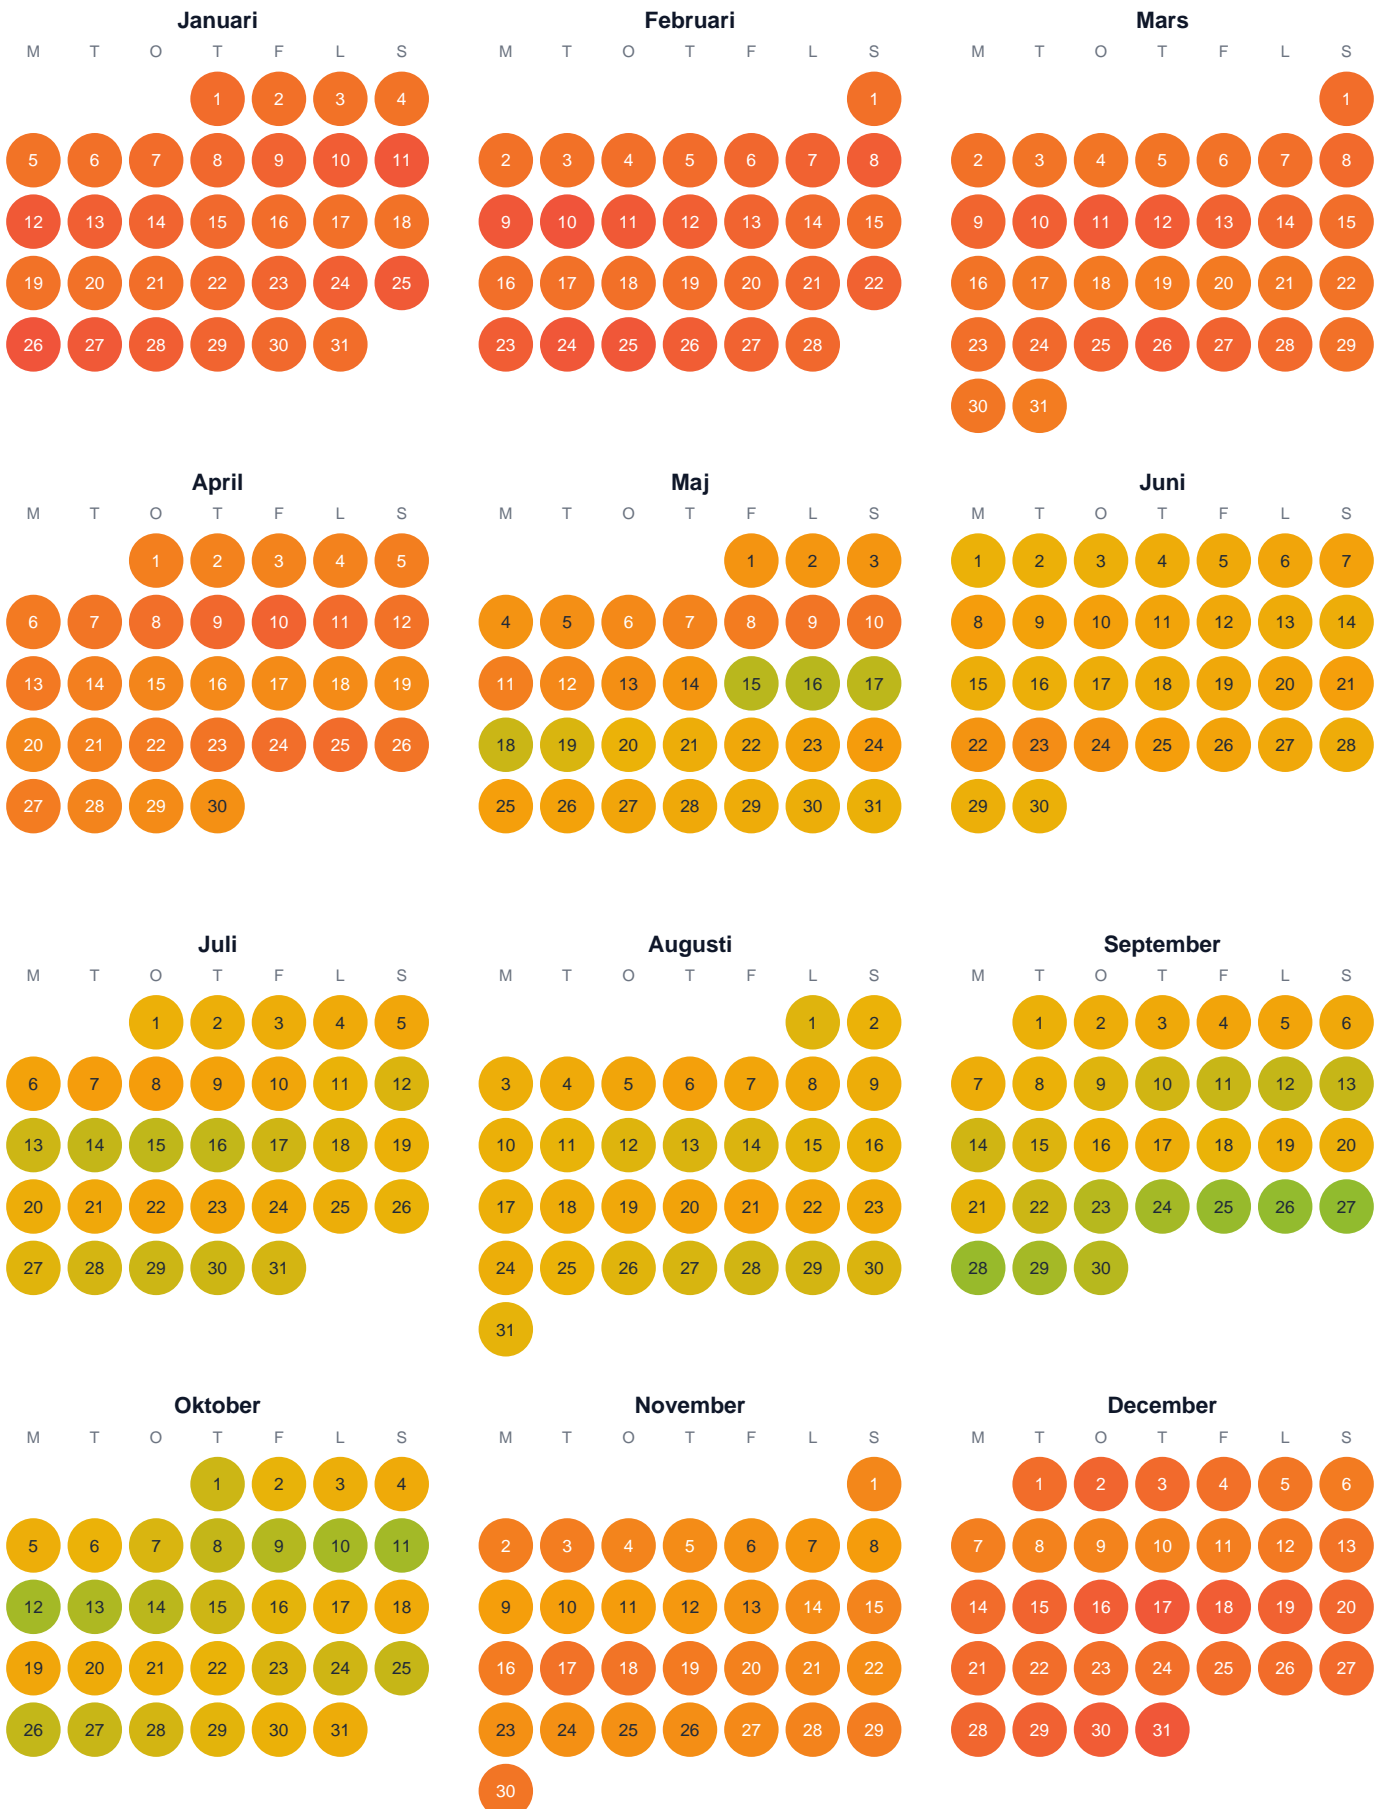 Januari Februari Mars
M T O T F L S M T O T F L S M T O T F L S
1 2 3 4 1 1
5 6 7 8 9 10 11 2 3 4 5 6 7 8 2 3 4 5 6 7 8
12 13 14 15 16 17 18 9 10 11 12 13 14 15 9 10 11 12 13 14 15
19 20 21 22 23 24 25 16 17 18 19 20 21 22 16 17 18 19 20 21 22
26 27 28 29 30 31 23 24 25 26 27 28 23 24 25 26 27 28 29
30 31
April Maj Juni
M T O T F L S M T O T F L S M T O T F L S
1 2 3 4 5 1 2 3 1 2 3 4 5 6 7
6 7 8 9 10 11 12 4 5 6 7 8 9 10 8 9 10 11 12 13 14
13 14 15 16 17 18 19 11 12 13 14 15 16 17 15 16 17 18 19 20 21
20 21 22 23 24 25 26 18 19 20 21 22 23 24 22 23 24 25 26 27 28
27 28 29 30 25 26 27 28 29 30 31 29 30
Juli Augusti September
M T O T F L S M T O T F L S M T O T F L S
1 2 3 4 5 1 2 1 2 3 4 5 6
6 7 8 9 10 11 12 3 4 5 6 7 8 9 7 8 9 10 11 12 13
13 14 15 16 17 18 19 10 11 12 13 14 15 16 14 15 16 17 18 19 20
20 21 22 23 24 25 26 17 18 19 20 21 22 23 21 22 23 24 25 26 27
27 28 29 30 31 24 25 26 27 28 29 30 28 29 30
31
Oktober November December
M T O T F L S M T O T F L S M T O T F L S
1 2 3 4 1 1 2 3 4 5 6
5 6 7 8 9 10 11 2 3 4 5 6 7 8 7 8 9 10 11 12 13
12 13 14 15 16 17 18 9 10 11 12 13 14 15 14 15 16 17 18 19 20
19 20 21 22 23 24 25 16 17 18 19 20 21 22 21 22 23 24 25 26 27
26 27 28 29 30 31 23 24 25 26 27 28 29 28 29 30 31
30